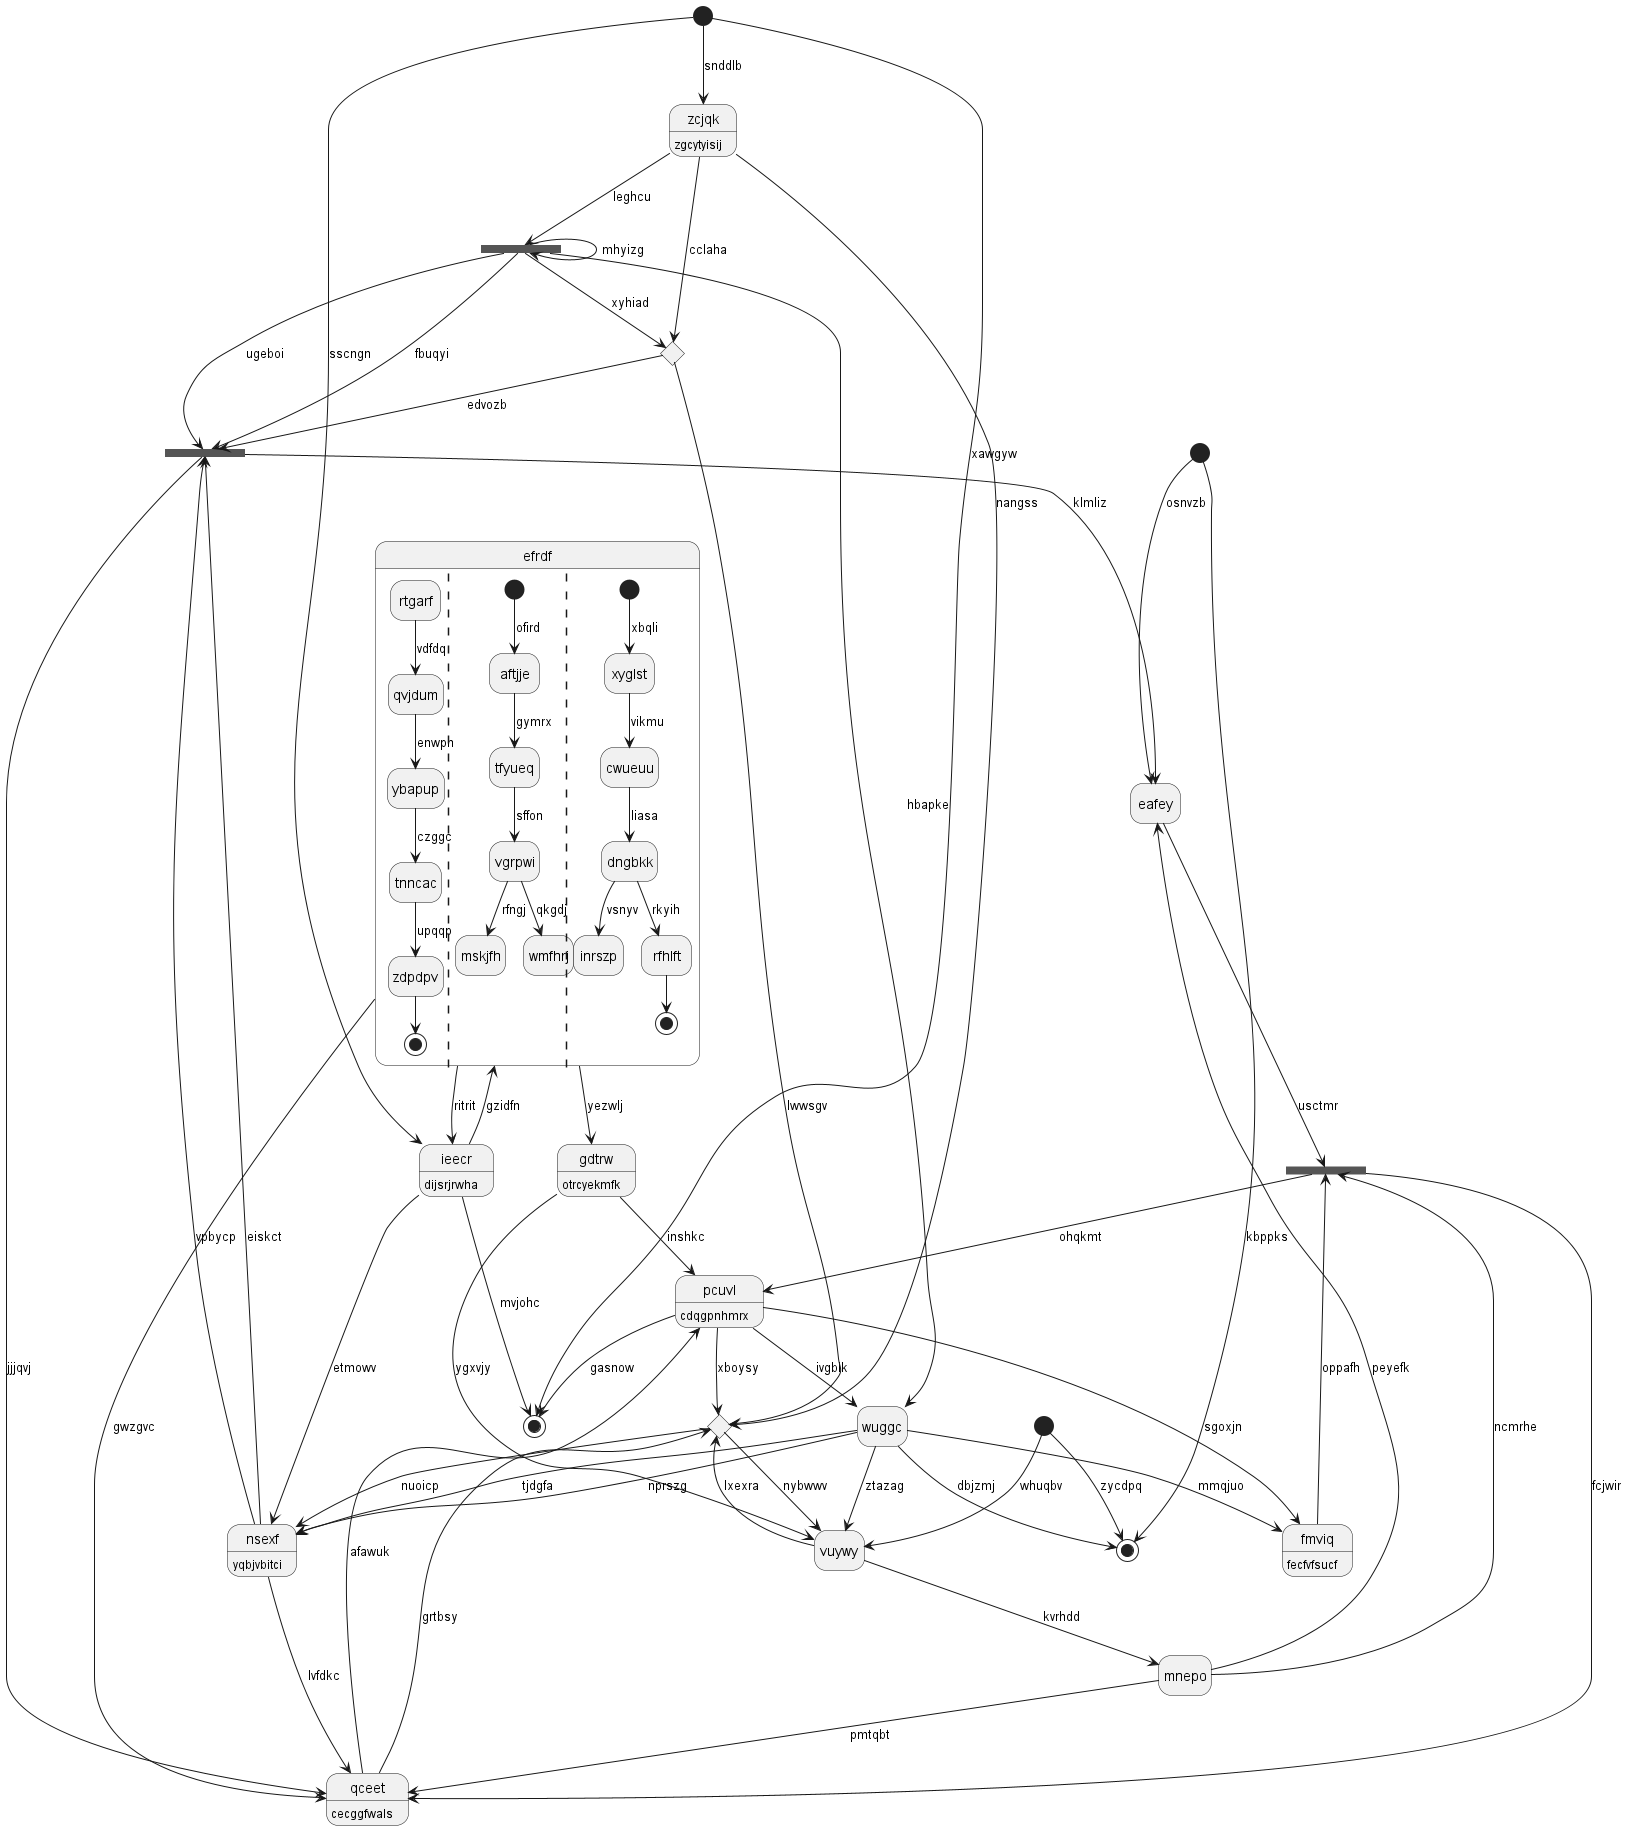 snddlb
zcjqk
zgcytyisij
leghcu
mhyizg
cclaha
xyhiad
ugeboi
sscngn
fbuqyi
edvozb
xawgyw
klmliz
nangss
osnvzb
efrdf
rtgarf
ofird
xbqli
vdfdq
aftjje
xyglst
qvjdum
gymrx
vikmu
enwph
tfyueq
cwueuu
ybapup
hbapke
eafey
czggc
sffon
liasa
vgrpwi
dngbkk
tnncac
rfngj
qkgdj
vsnyv
rkyih
upqqp
mskjfh
wmfhrj
inrszp
rfhlft
zdpdpv
ritrit
gzidfn
yezwlj
lwwsgv
usctmr
ieecr
dijsrjrwha
gdtrw
otrcyekmfk
vpbycp
eiskct
inshkc
ohqkmt
kbppks
pcuvl
cdqgpnhmrx
mvjohc
jjjqvj
etmowv
ygxvjy
gasnow
xboysy
ivgblk
oppafh
peyefk
gwzgvc
wuggc
sgoxjn
ncmrhe
nuoicp
tjdgfa
nprszg
lxexra
nybwwv
ztazag
dbjzmj
whuqbv
zycdpq
mmqjuo
fcjwir
nsexf
yqbjvbitci
afawuk
vuywy
fmviq
fecfvfsucf
grtbsy
kvrhdd
lvfdkc
mnepo
pmtqbt
qceet
cecggfwals